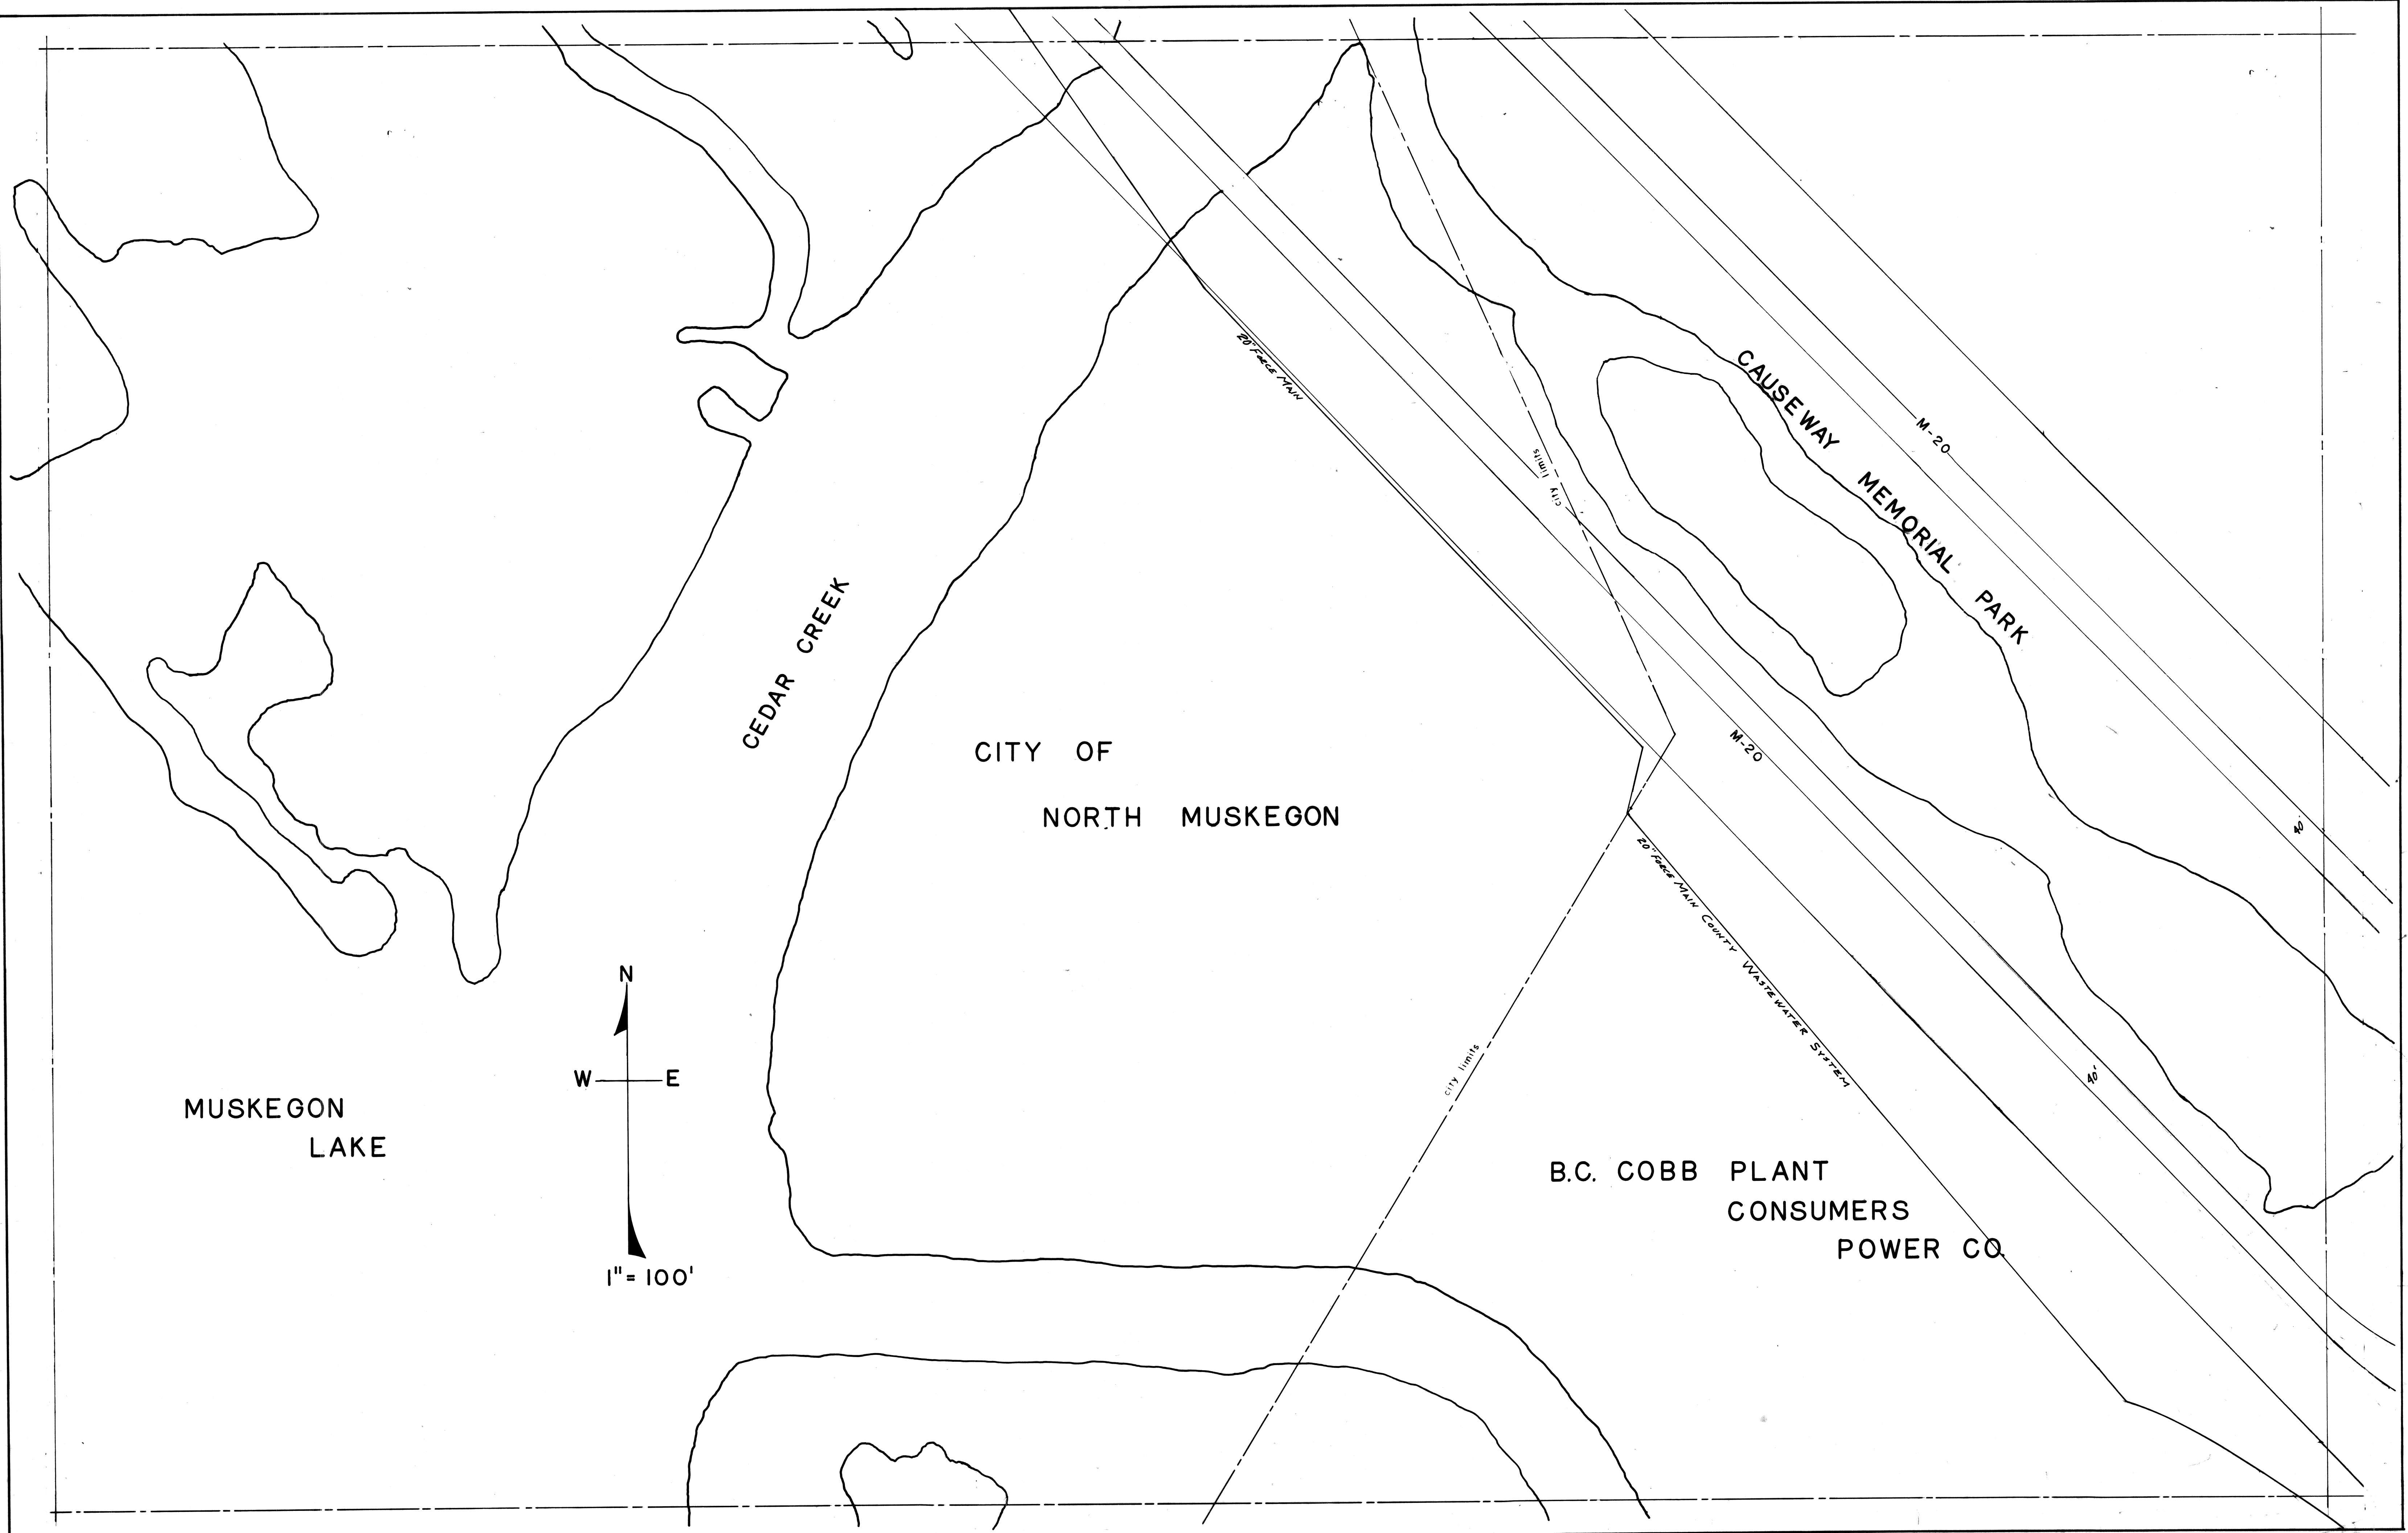 20" FORCE MAIN
CAUSEWAY MEMORIAL PARK
M-20
city limits
CEDAR CREEK
CITY OF
NORTH MUSKEGON
M-20
40'
20" FORCE MAIN COUNTY WASTEWATER SYSTEM
N
W E
1" = 100'
MUSKEGON
LAKE
city limits
40'
B.C. COBB PLANT
CONSUMERS
POWER CO.